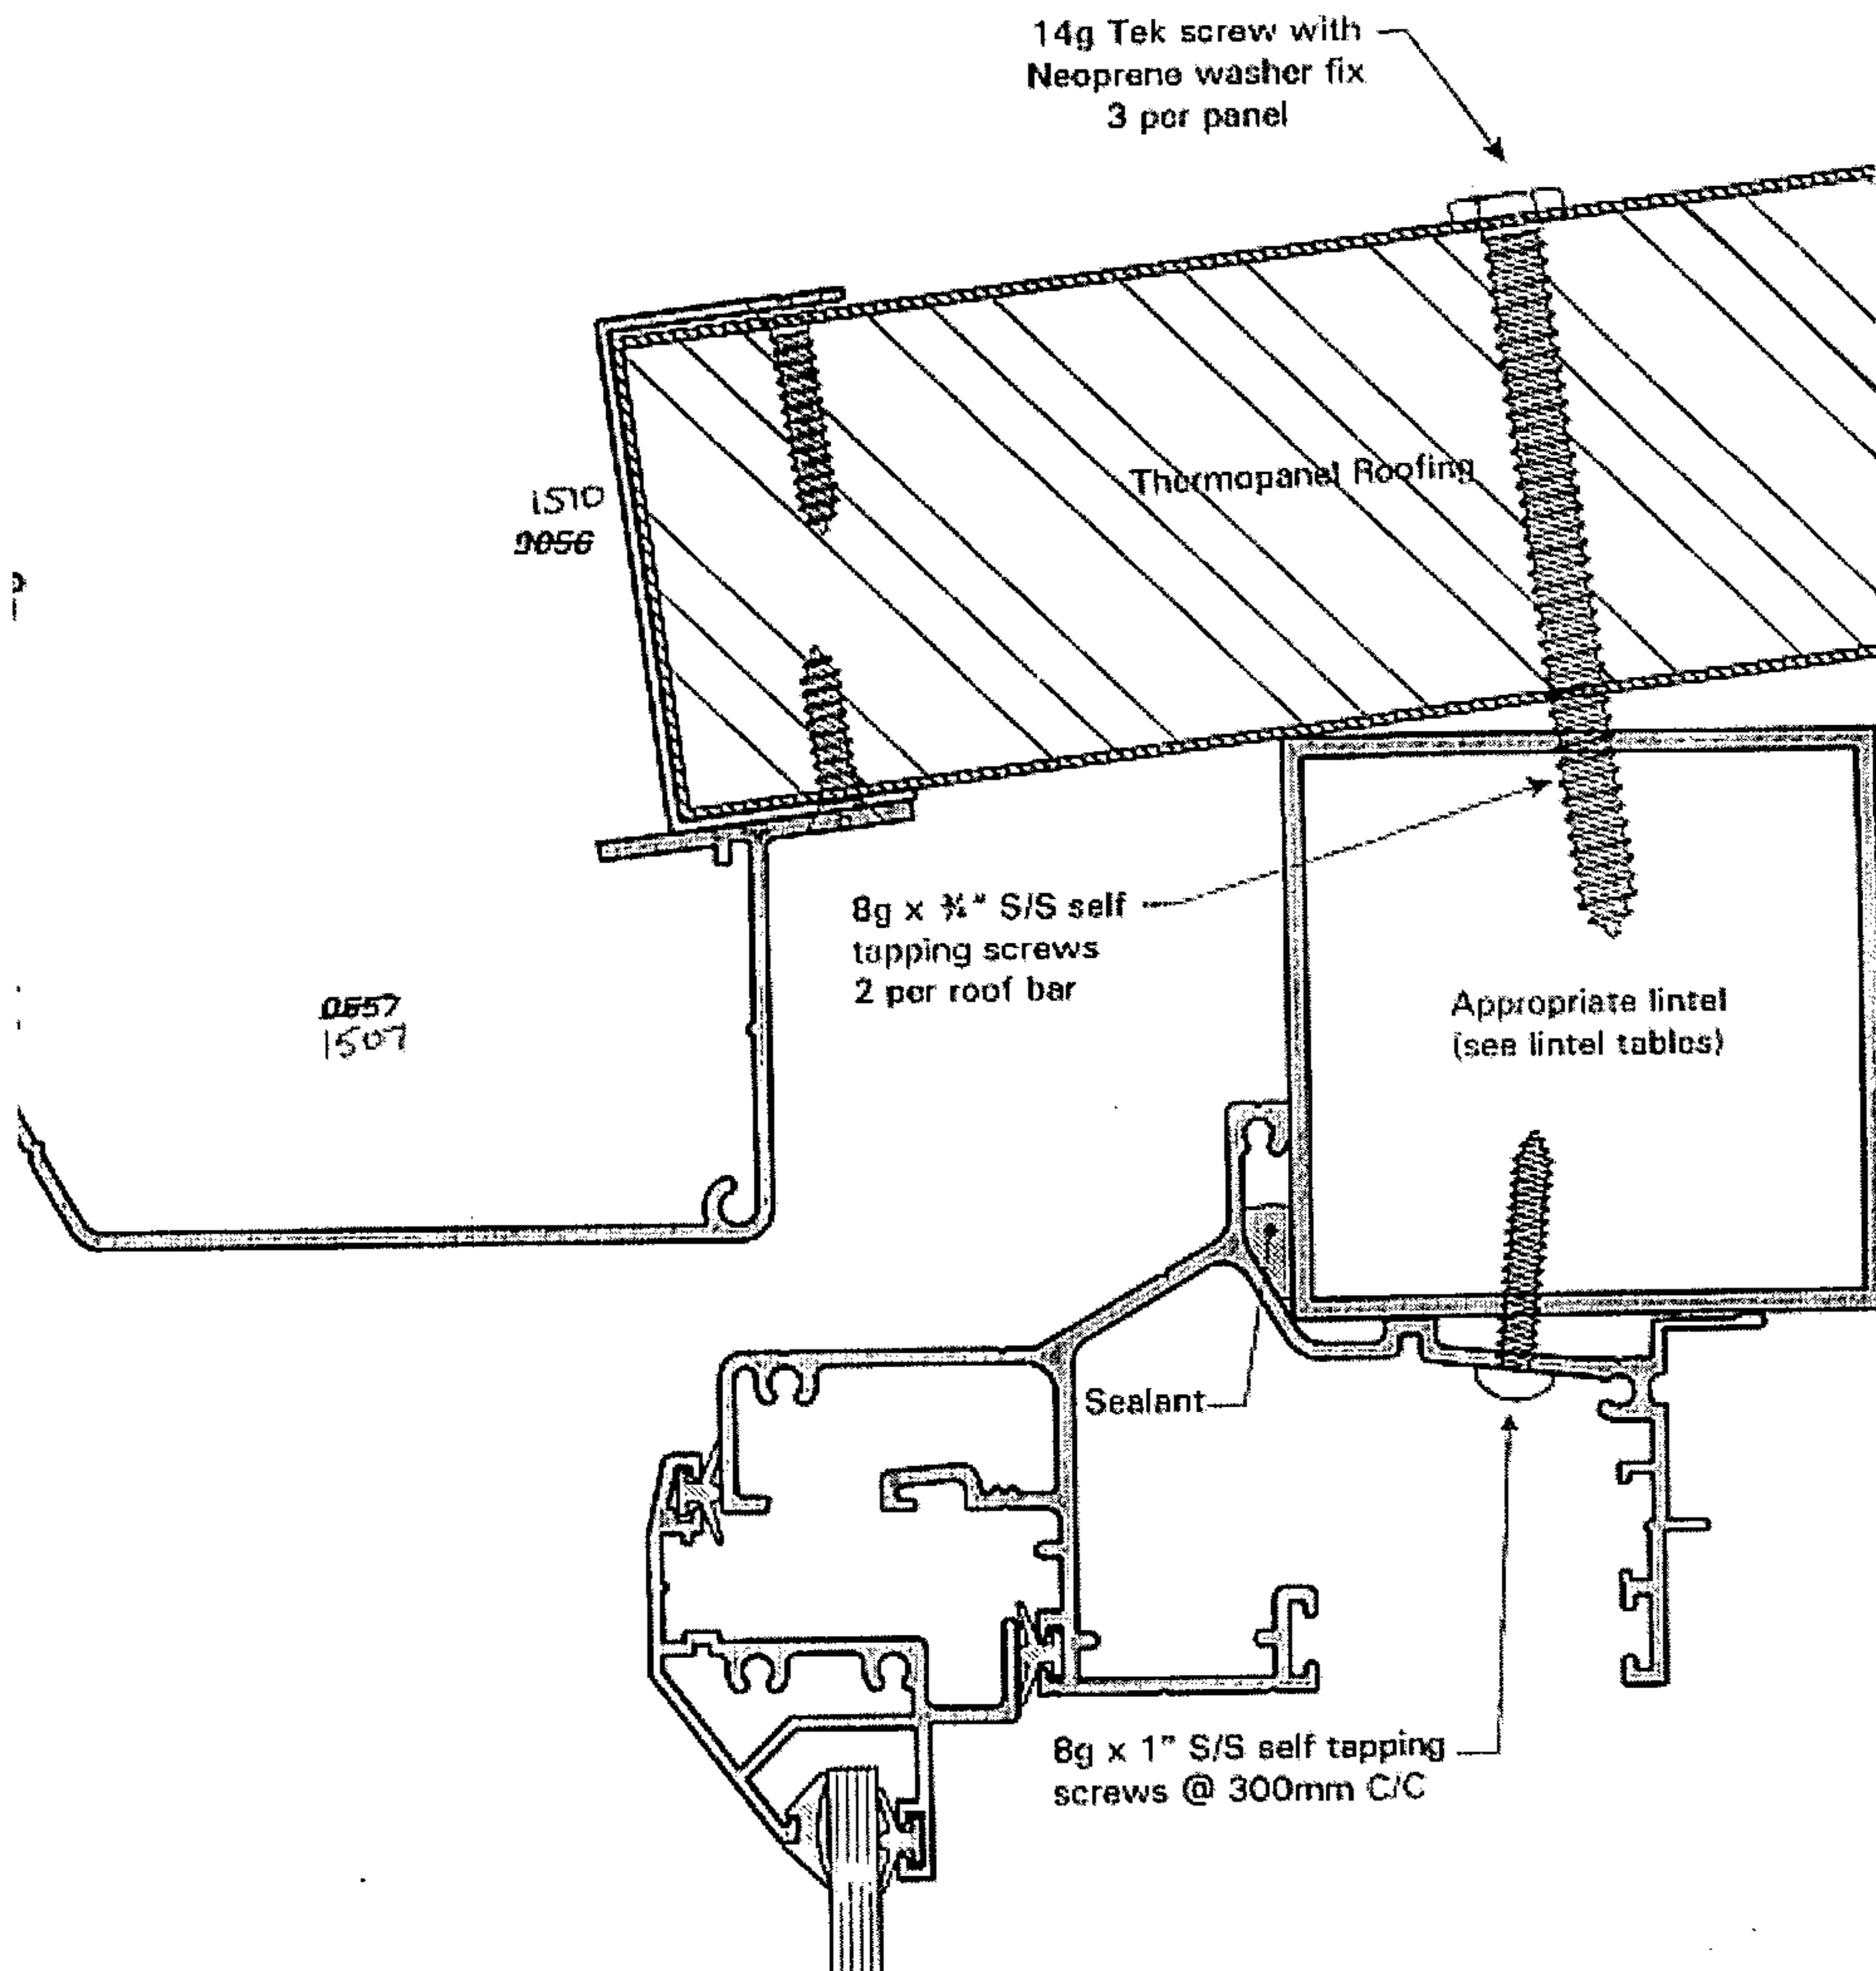 14g Tek screw with
Neoprene washer fix
3 per panel
Thermopanel Roofing
1510
9056
8g x ¾" S/S self
tapping screws
2 per roof bar
0557
1507
Appropriate lintel
(see lintel tables)
Sealant
8g x 1" S/S self tapping
screws @ 300mm C/C